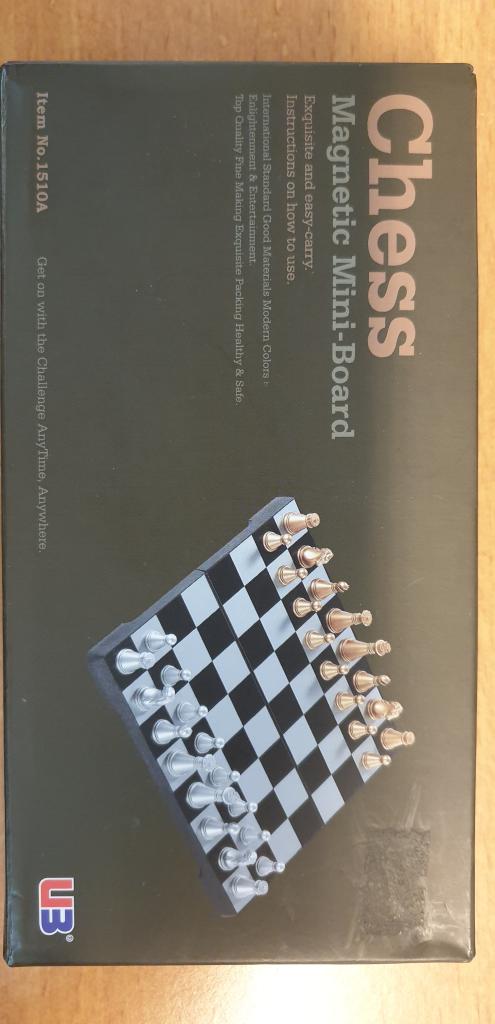 Chess
Magnetic Mini-Board
Exquisite and easy-carry.
Instructions on how to use.
International Standard Good Materials Modern Colors :
Enlightenment & Entertainment.
Top Quality Fine Making Exquisite Packing Healthy & Safe.
Item No.1510A
Get on with the Challenge AnyTime, Anywhere.
UB®